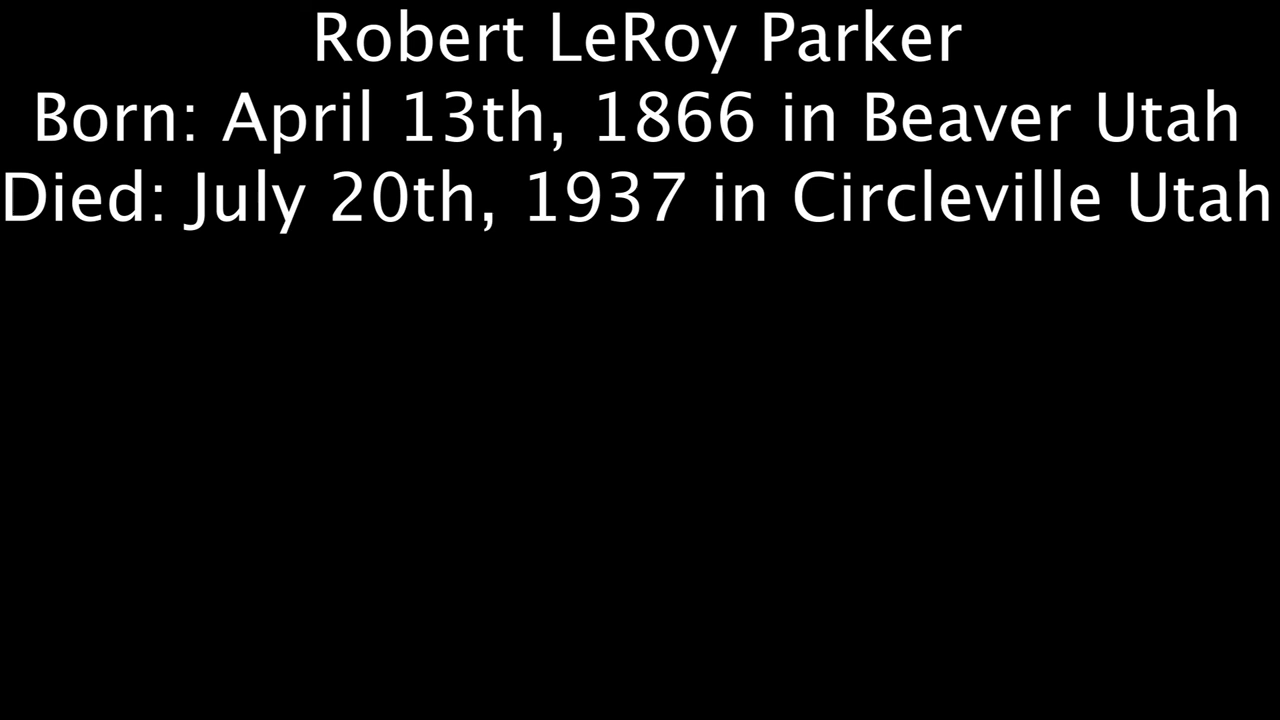 Robert LeRoy Parker
Born: April 13th, 1866 in Beaver Utah
Died: July 20th, 1937 in Circleville Utah